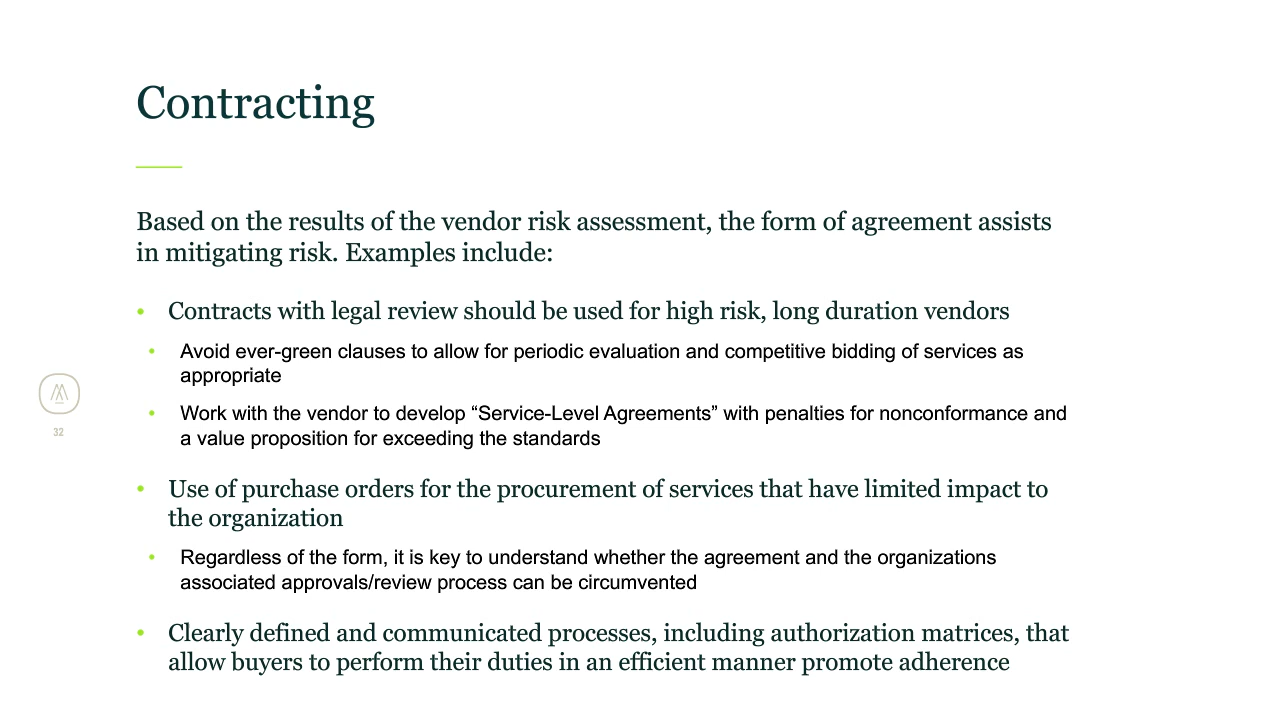 Contracting
Based on the results of the vendor risk assessment, the form of agreement assists
in mitigating risk. Examples include:
• Contracts with legal review should be used for high risk, long duration vendors
• Avoid ever-green clauses to allow for periodic evaluation and competitive bidding of services as
appropriate
• Work with the vendor to develop “Service-Level Agreements” with penalties for nonconformance and
a value proposition for exceeding the standards
• Use of purchase orders for the procurement of services that have limited impact to
the organization
• Regardless of the form, it is key to understand whether the agreement and the organizations
associated approvals/review process can be circumvented
• Clearly defined and communicated processes, including authorization matrices, that
allow buyers to perform their duties in an efficient manner promote adherence
32